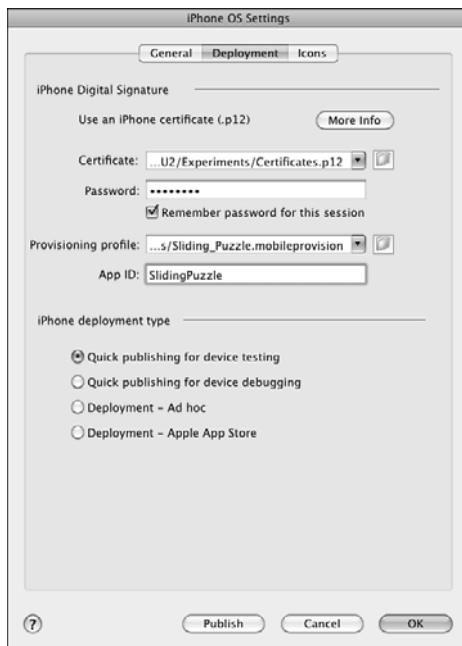 iPhone OS Settings
General Deployment Icons
iPhone Digital Signature
Use an iPhone certificate (.p12) More Info
Certificate: ...U2/Experiments/Certificates.p12
Password: ••••••••
Remember password for this session
Provisioning profile: ...s/Sliding_Puzzle.mobileprovision
App ID: SlidingPuzzle
iPhone deployment type
Quick publishing for device testing
Quick publishing for device debugging
Deployment – Ad hoc
Deployment – Apple App Store
? Publish Cancel OK